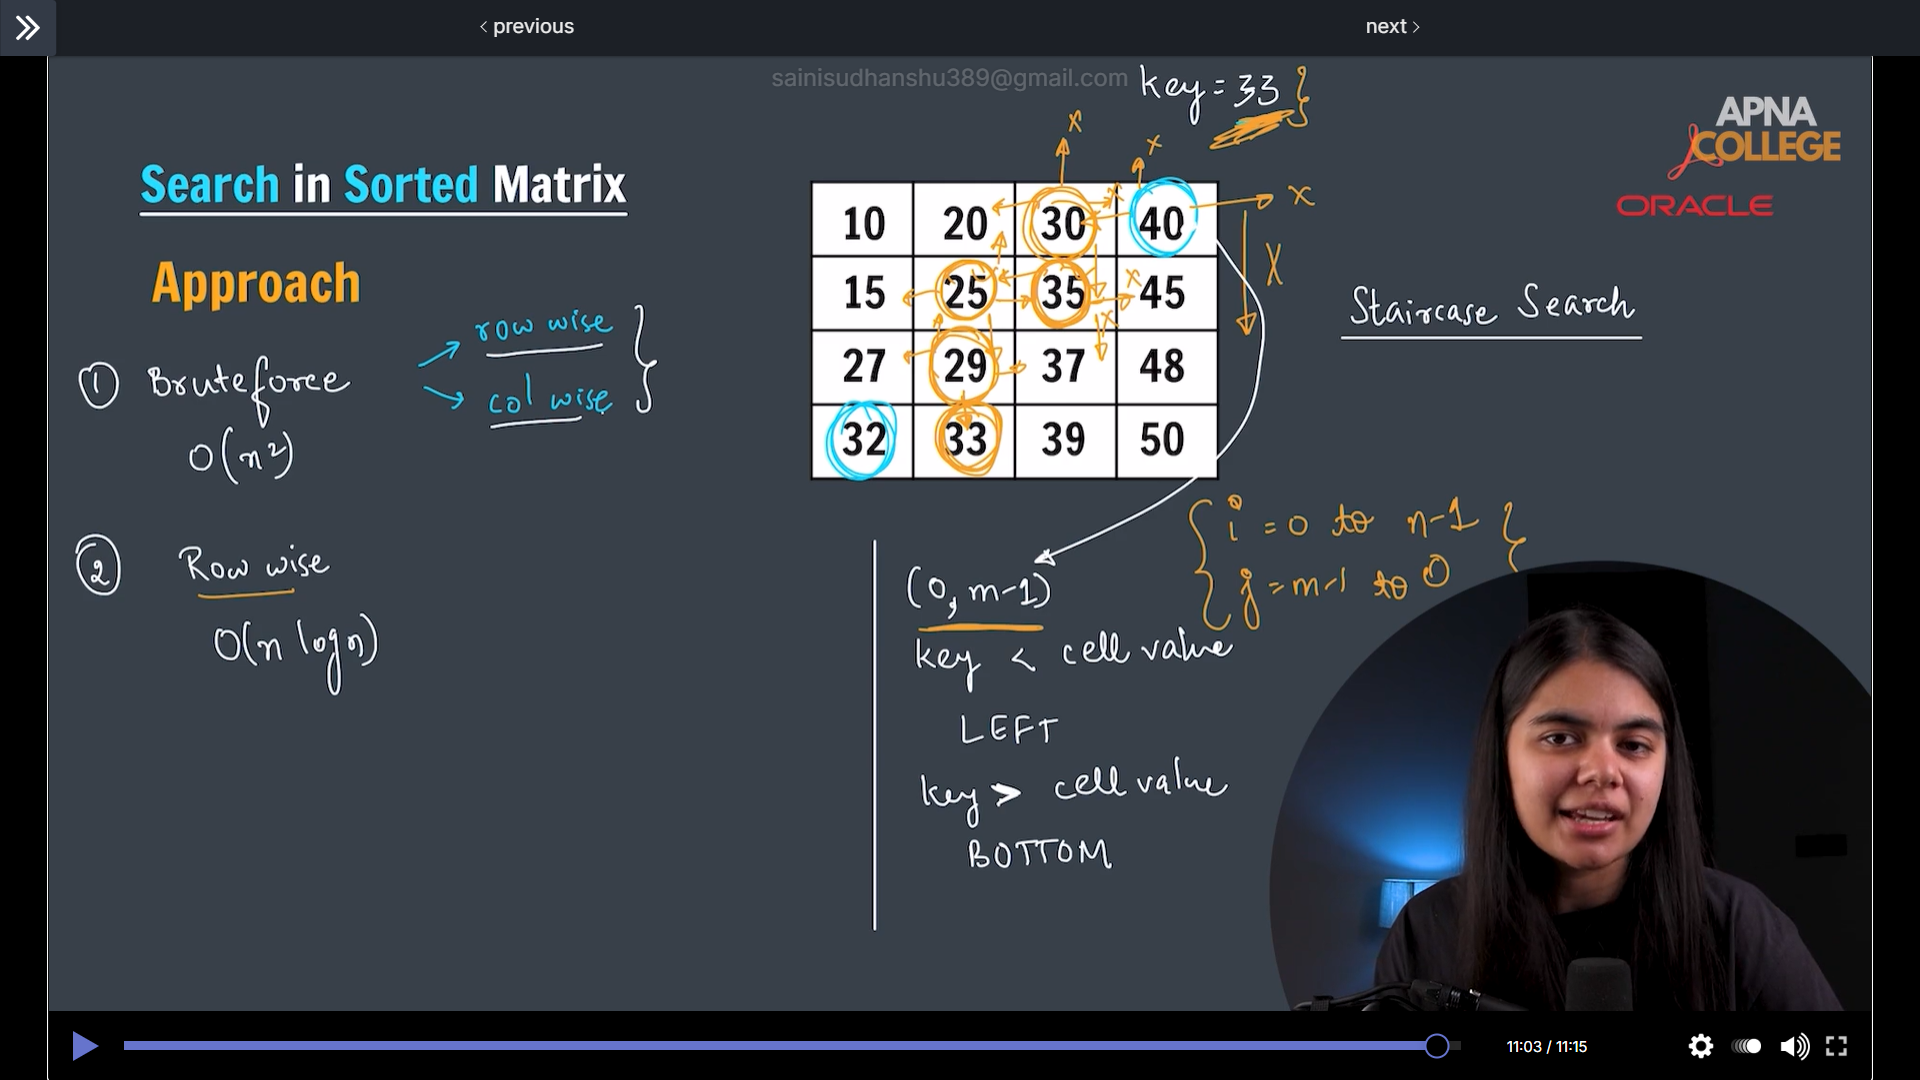 previous
next
sainisudhanshu389@gmail.com
key = 33
APNA
COLLEGE
ORACLE
Search in Sorted Matrix
Approach
10 20 30 40
15 25 35 45
27 29 37 48
32 33 39 50
x
x
x
x
x
x
x
Staircase Search
① Bruteforce
row wise
col wise
O(n²)
② Row wise
O(n log n)
i = 0 to n-1
j = m-1 to 0
(0, m-1)
key < cell value
LEFT
key > cell value
BOTTOM
11:03 / 11:15